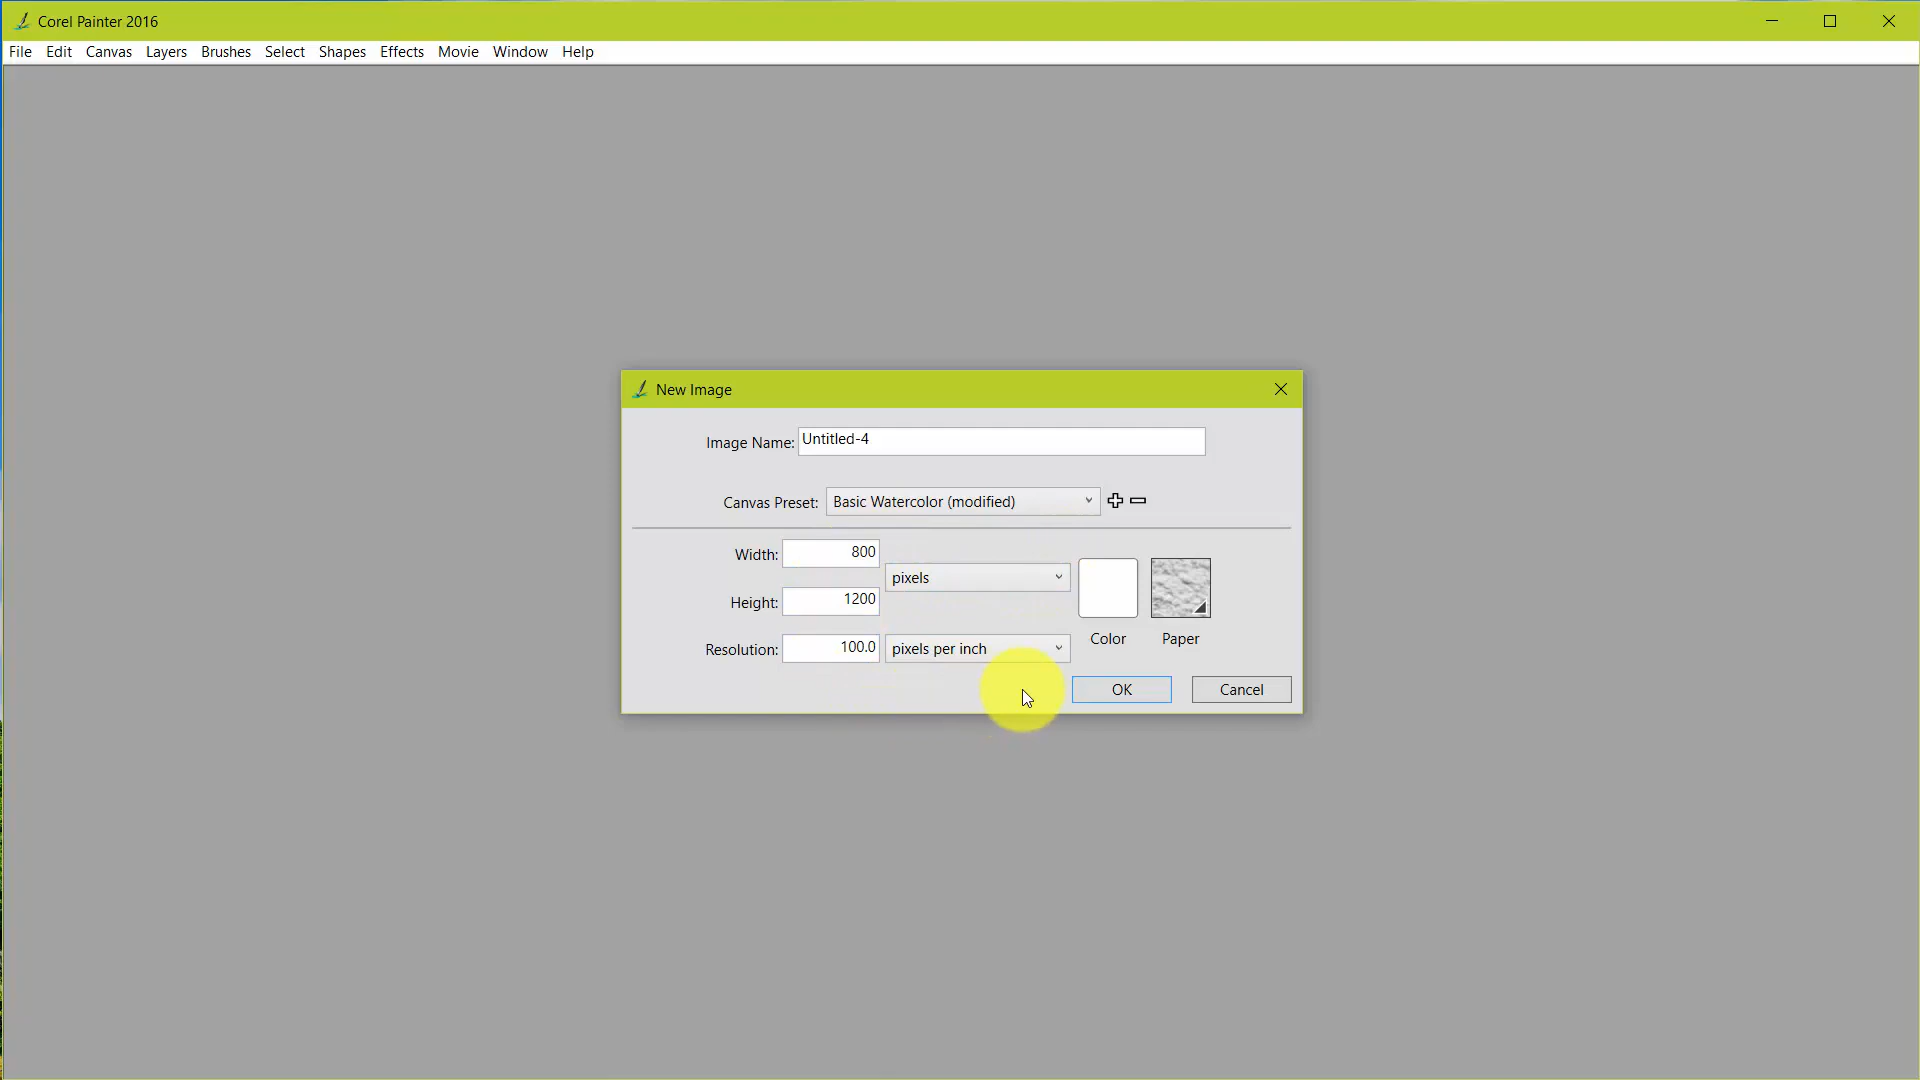 Corel Painter 2016
File Edit Canvas Layers Brushes Select Shapes Effects Movie Window Help
New Image
Image Name: Untitled-4
Canvas Preset: Basic Watercolor (modified)
Width: 800
pixels
Height: 1200
Color Paper
Resolution: 100.0 pixels per inch
OK Cancel